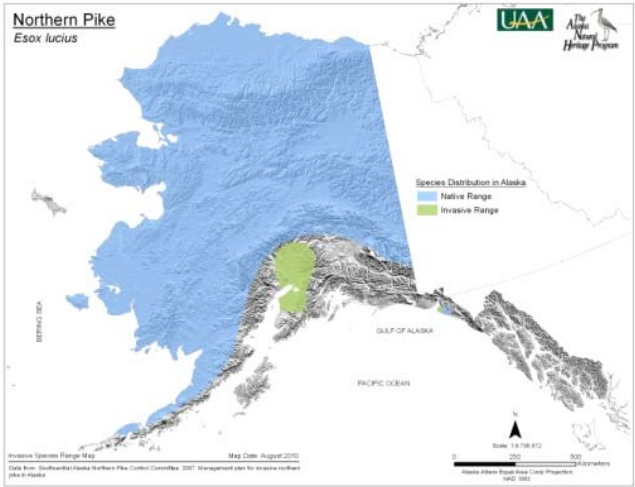 Northern Pike
Esox lucius
UAA
The
Alaska
Natural
Heritage Program
Species Distribution in Alaska
Native Range
Invasive Range
BERING SEA
GULF OF ALASKA
PACIFIC OCEAN
N
Invasive Species Range Map
Map Date: August 2010
Data from: Southcentral Alaska Northern Pike Control Committee. 2007. Management plan for invasive northern
pike in Alaska.
0 250 500
Kilometers
Alaska Albers Equal Area Conic Projection
NAD 1983